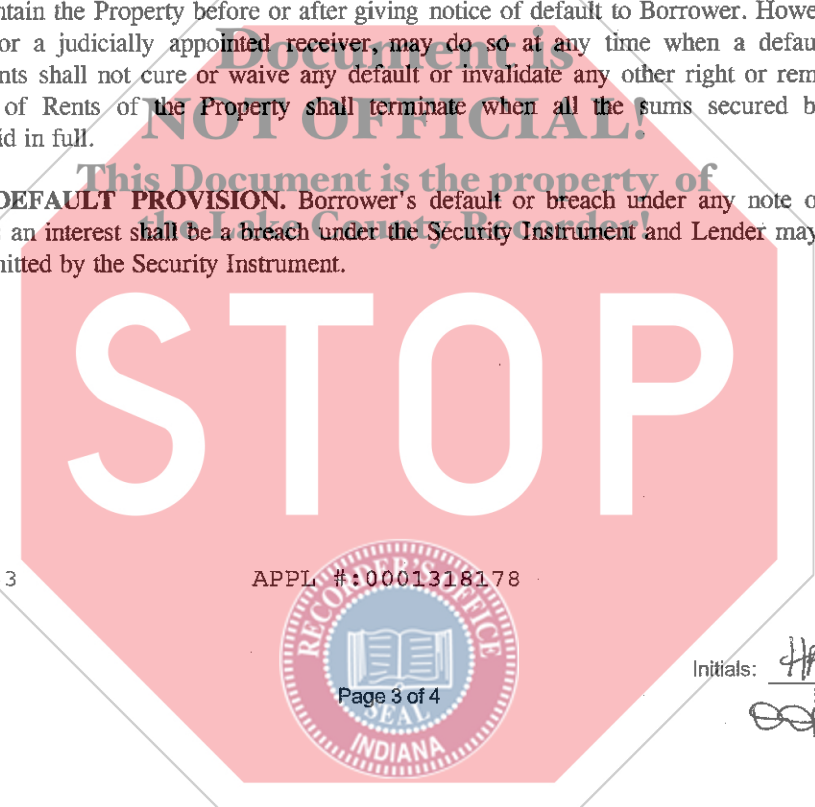 ntain the Property before or after giving notice of default to Borrower. Howe
or a judicially appointed receiver, may do so at any time when a defau
Document is
nts shall not cure or waive any default or invalidate any other right or rem
of Rents of the Property shall terminate when all the sums secured b
NOT OFFICIAL!
id in full.
This Document is the property of
DEFAULT PROVISION. Borrower's default or breach under any note o
the Lake County Recorder!
an interest shall be a breach under the Security Instrument and Lender may
nitted by the Security Instrument.
STOP
3
APPL #:0001318178
RECORDER'S OFFICE
Initials:
Page 3 of 4
SEAL
INDIANA